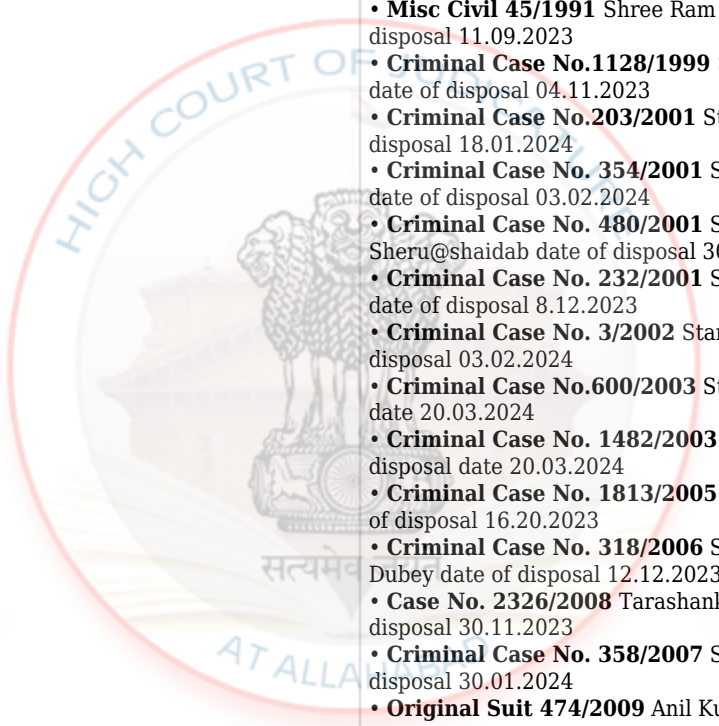 • Misc Civil 45/1991 Shree Ram
disposal 11.09.2023
• Criminal Case No.1128/1999
date of disposal 04.11.2023
• Criminal Case No.203/2001
disposal 18.01.2024
• Criminal Case No. 354/2001
date of disposal 03.02.2024
• Criminal Case No. 480/2001
Sheru@shaidab date of disposal
• Criminal Case No. 232/2001
date of disposal 8.12.2023
• Criminal Case No. 3/2002
disposal 03.02.2024
• Criminal Case No.600/2003
date 20.03.2024
• Criminal Case No. 1482/2003
disposal date 20.03.2024
• Criminal Case No. 1813/2005
of disposal 16.20.2023
• Criminal Case No. 318/2006
Dubey date of disposal 12.12.2023
• Case No. 2326/2008
disposal 30.11.2023
• Criminal Case No. 358/2007
disposal 30.01.2024
• Original Suit 474/2009 Anil
HIGH COURT OF JUDICATURE
AT ALLAHABAD
सत्यमेव जयते